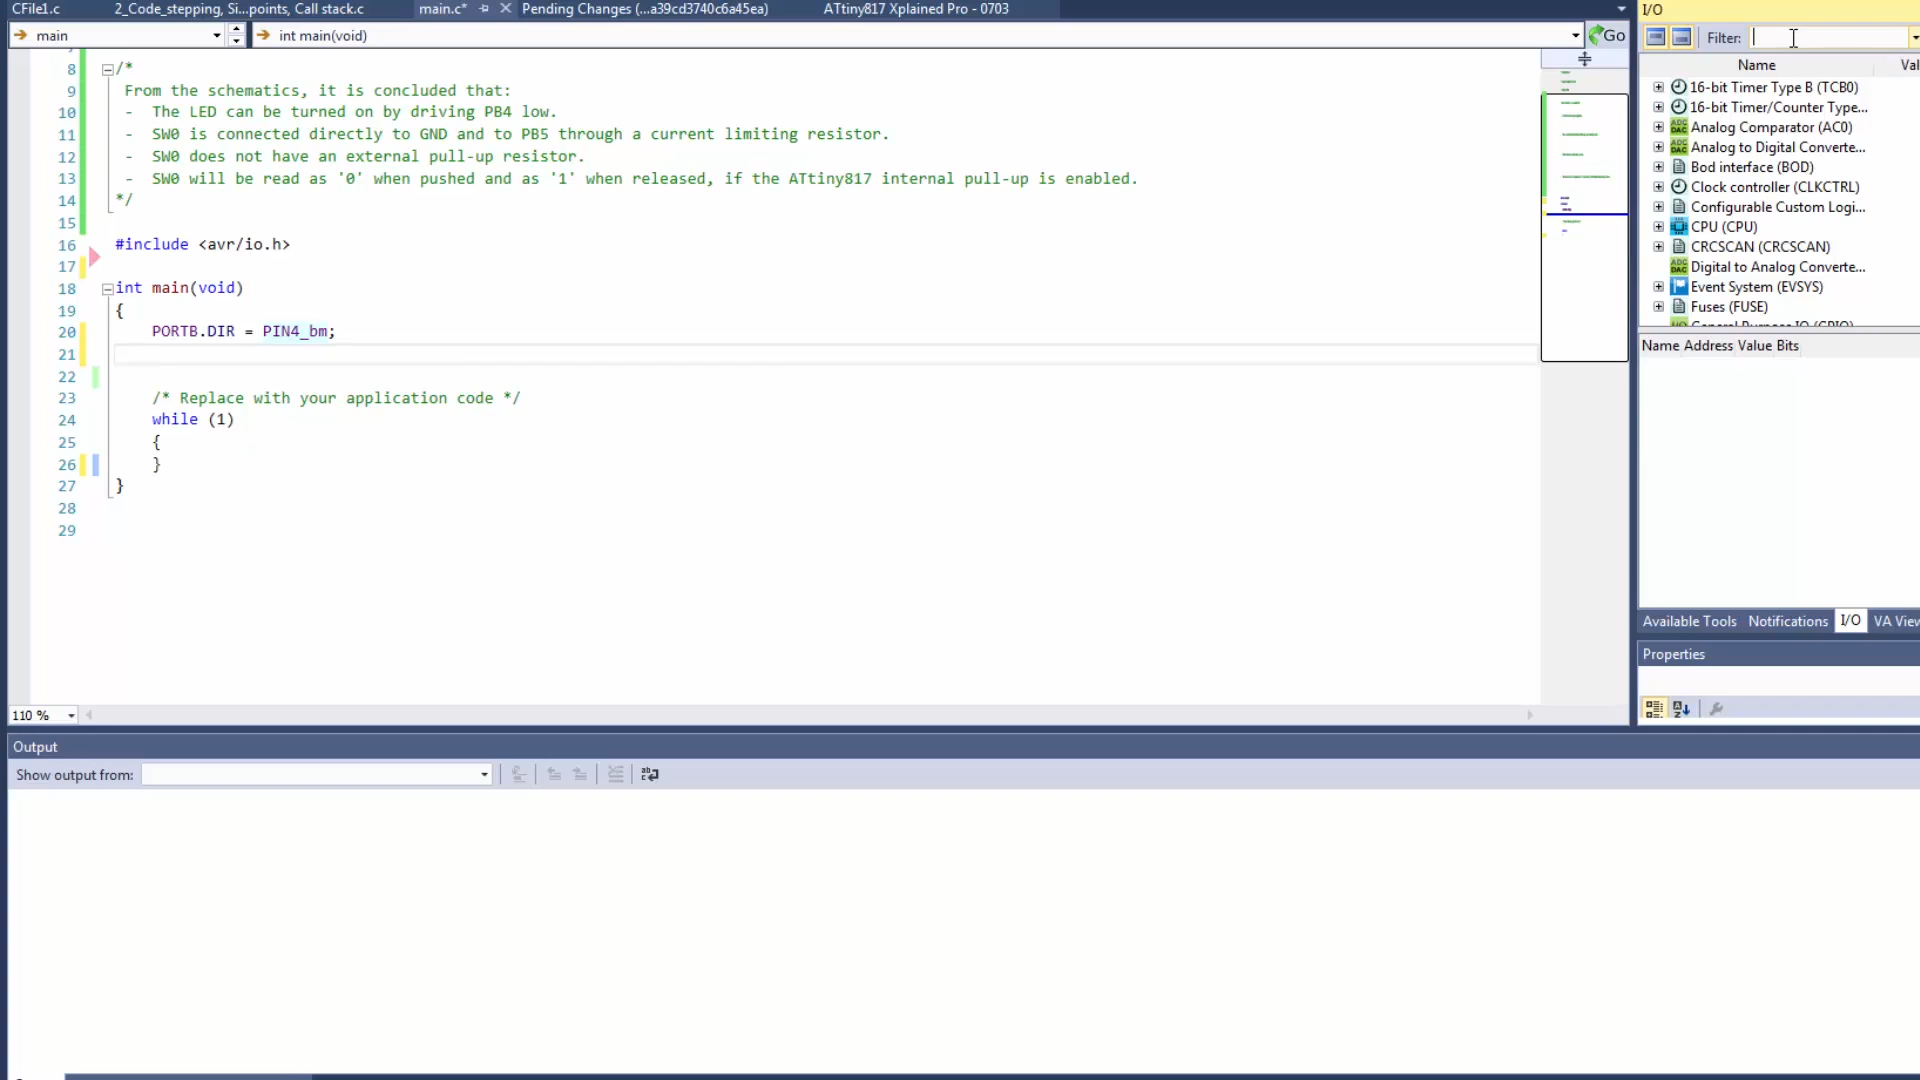 CFile1.c 2_Code_stepping, Si...points, Call stack.c main.c* Pending Changes (...a39cd3740c6a45ea) ATtiny817 Xplained Pro - 0703
main int main(void) Go
8 /*
9 From the schematics, it is concluded that:
10 - The LED can be turned on by driving PB4 low.
11 - SW0 is connected directly to GND and to PB5 through a current limiting resistor.
12 - SW0 does not have an external pull-up resistor.
13 - SW0 will be read as '0' when pushed and as '1' when released, if the ATtiny817 internal pull-up is enabled.
14 */
15
16 #include <avr/io.h>
17
18 int main(void)
19 {
20 PORTB.DIR = PIN4_bm;
21
22
23 /* Replace with your application code */
24 while (1)
25 {
26 }
27 }
28
29
110 %
I/O
Filter:
Name Val
16-bit Timer Type B (TCB0)
16-bit Timer/Counter Type...
Analog Comparator (AC0)
Analog to Digital Converte...
Bod interface (BOD)
Clock controller (CLKCTRL)
Configurable Custom Logi...
CPU (CPU)
CRCSCAN (CRCSCAN)
Digital to Analog Converte...
Event System (EVSYS)
Fuses (FUSE)
General Purpose IO (GPIO)
Name Address Value Bits
Available Tools Notifications I/O VA View
Properties
Output
Show output from: